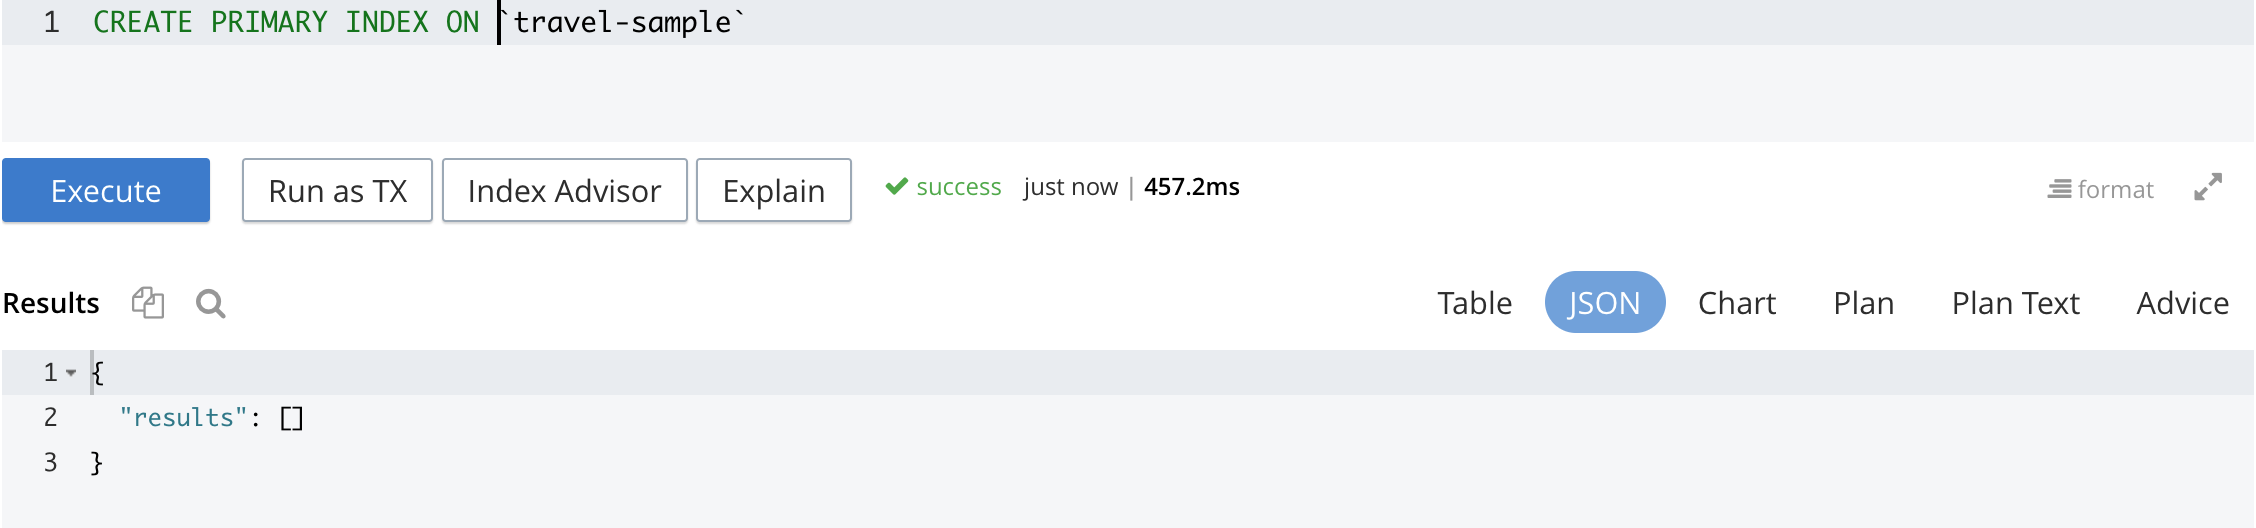 1 CREATE PRIMARY INDEX ON `travel-sample`
Execute Run as TX Index Advisor Explain success just now | 457.2ms format
Results Table JSON Chart Plan Plan Text Advice
1 {
2 "results": []
3 }